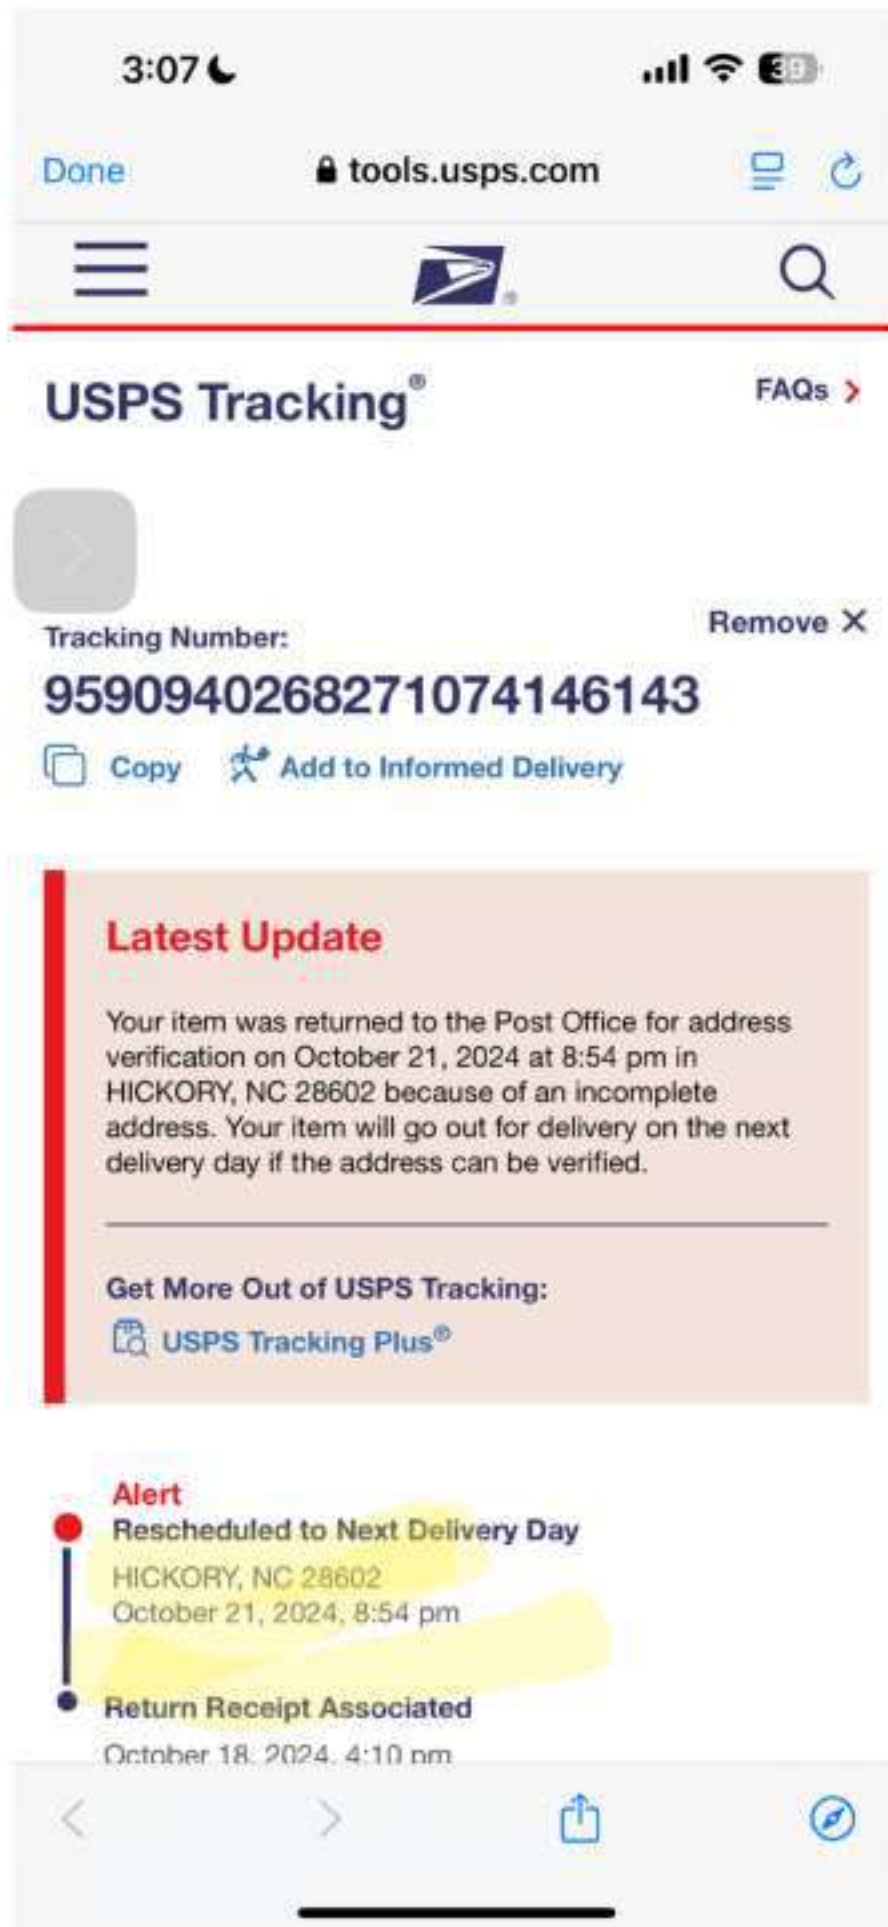 3:07
39
Done
tools.usps.com
USPS Tracking®
FAQs
Remove X
Tracking Number:
9590940268271074146143
Copy
Add to Informed Delivery
Latest Update
Your item was returned to the Post Office for address
verification on October 21, 2024 at 8:54 pm in
HICKORY, NC 28602 because of an incomplete
address. Your item will go out for delivery on the next
delivery day if the address can be verified.
Get More Out of USPS Tracking:
USPS Tracking Plus®
Alert
Rescheduled to Next Delivery Day
HICKORY, NC 28602
October 21, 2024, 8:54 pm
Return Receipt Associated
October 18, 2024, 4:10 pm